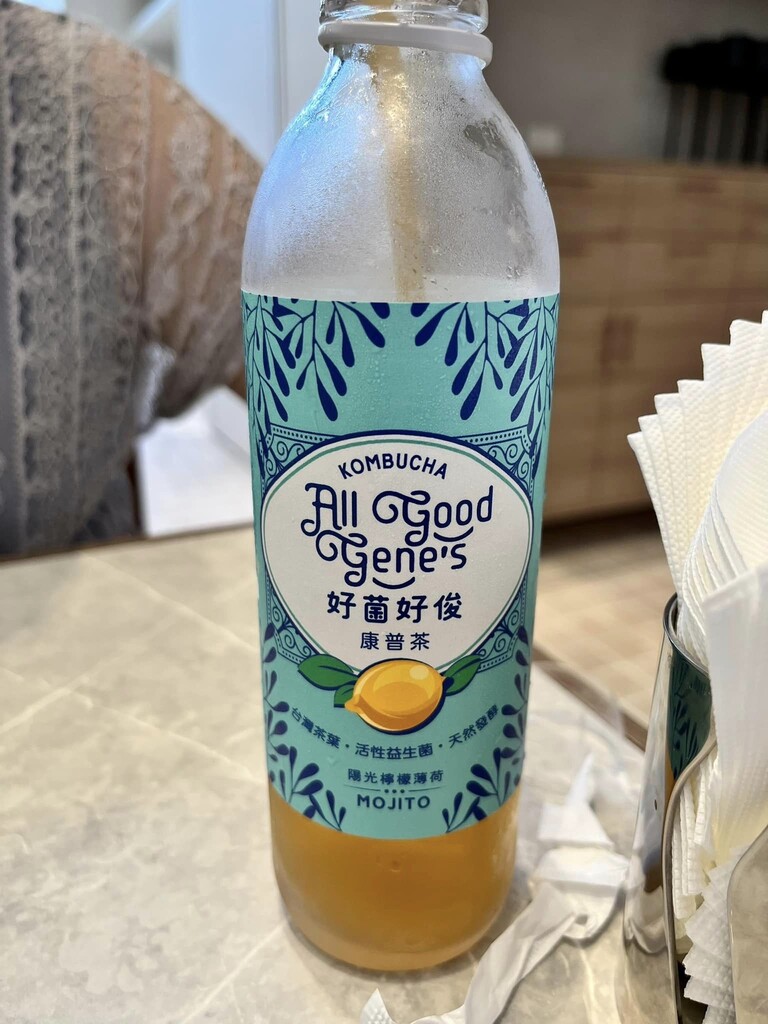 KOMBUCHA
All Good
Gene's
好菌好俊
康普茶
台灣茶葉・活性益生菌・天然發酵
陽光檸檬薄荷
MOJITO